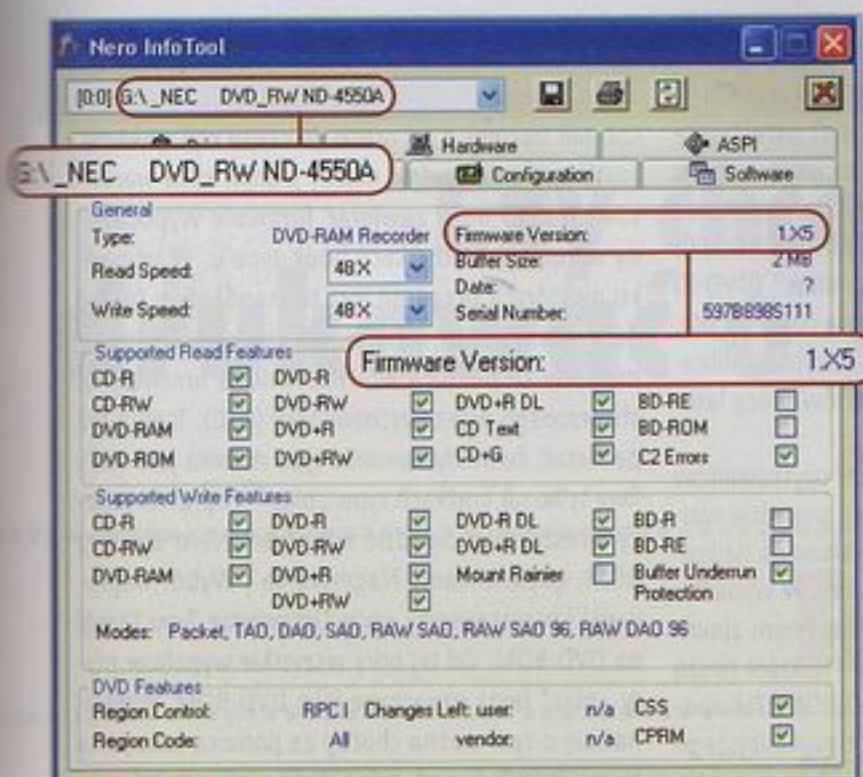 Nero InfoTool
[0:0] G:\ _NEC DVD_RW ND-4550A
Hardware
ASPI
G:\ _NEC DVD_RW ND-4550A
Configuration
Software
General
Type: DVD-RAM Recorder
Read Speed: 48 X
Write Speed: 48 X
Firmware Version: 1.X5
Buffer Size: 2 MB
Date: ?
Serial Number: 597B898S111
Firmware Version: 1.X5
Supported Read Features
CD-R DVD-R
CD-RW DVD-RW DVD+R DL BD-RE
DVD-RAM DVD+R CD Text BD-ROM
DVD-ROM DVD+RW CD+G C2 Errors
Supported Write Features
CD-R DVD-R DVD-R DL BD-R
CD-RW DVD-RW DVD+R DL BD-RE
DVD-RAM DVD+R Mount Rainier Buffer Underrun
DVD+RW Protection
Modes: Packet, TAO, DAO, SAO, RAW SAO, RAW SAO 96, RAW DAO 96
DVD Features
Region Control: RPC I Changes Left: user: n/a CSS
Region Code: All vendor: n/a CPRM